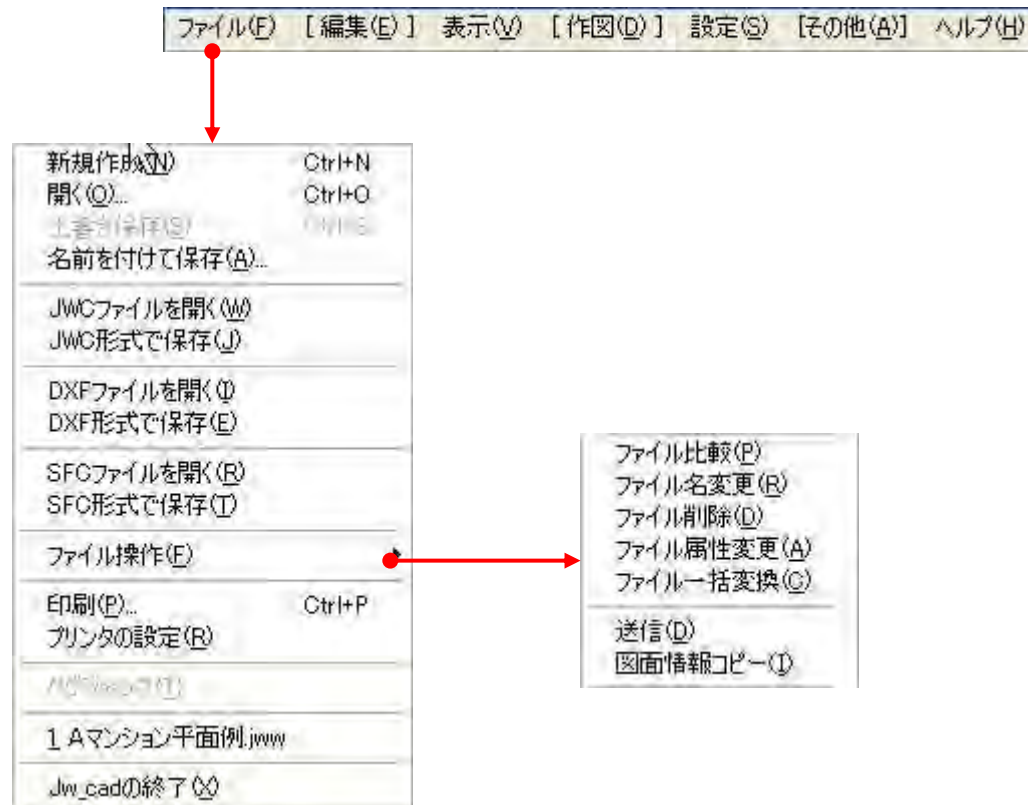 ファイル(F) [ 編集(E) ] 表示(V) [ 作図(D) ] 設定(S) [その他(A)] ヘルプ(H)
新規作成(N) Ctrl+N
開く(O)... Ctrl+O
上書き保存(S)
名前を付けて保存(A)...
JWCファイルを開く(W)
JWC形式で保存(J)
DXFファイルを開く(I)
DXF形式で保存(E)
SFCファイルを開く(R)
SFC形式で保存(T)
ファイル操作(F)
印刷(P)... Ctrl+P
プリンタの設定(R)
1 Aマンション平面例.jww
Jw_cadの終了(X)
ファイル比較(P)
ファイル名変更(R)
ファイル削除(D)
ファイル属性変更(A)
ファイル一括変換(C)
送信(D)
図面情報コピー(I)